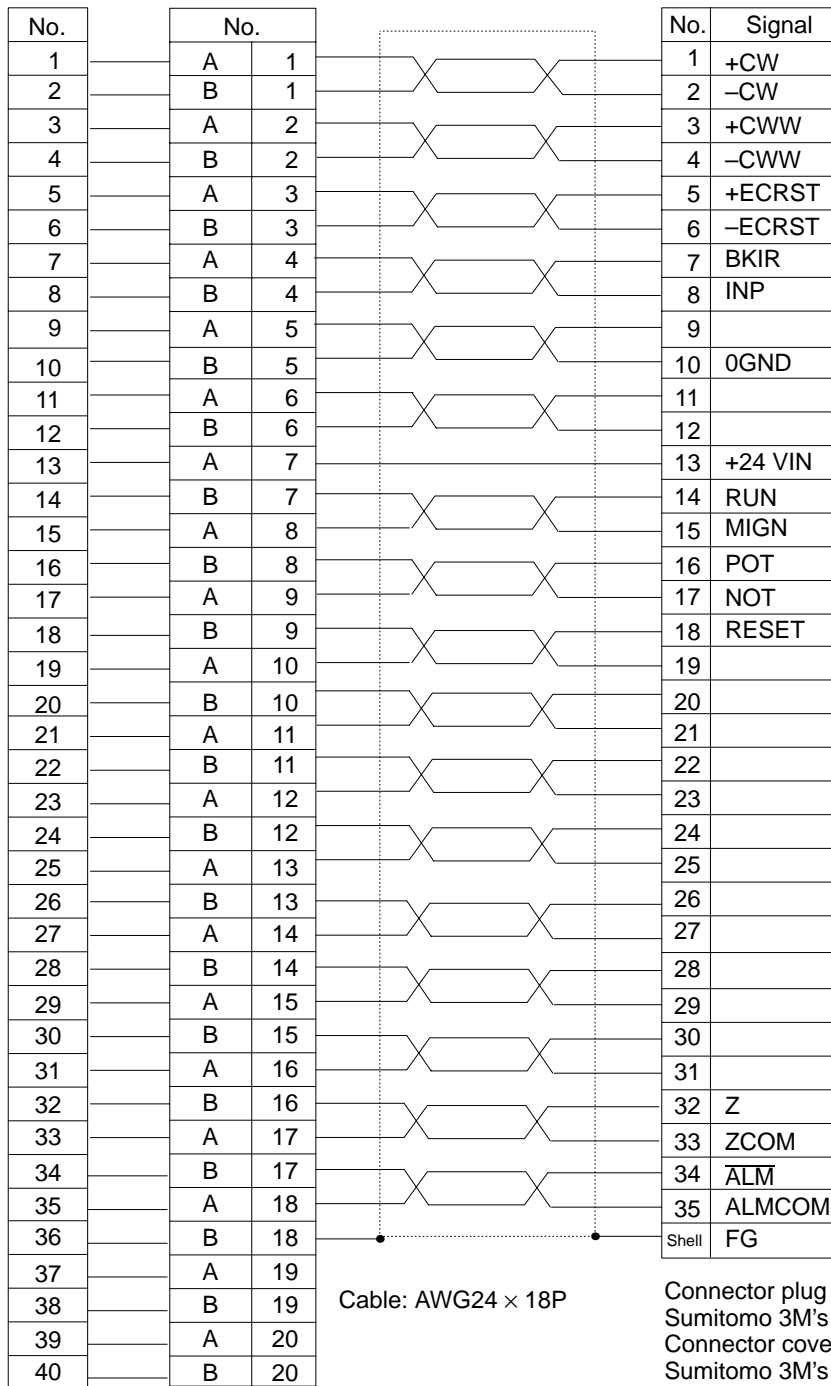 No. No. No. Signal
1 A 1 1 +CW
2 B 1 2 –CW
3 A 2 3 +CWW
4 B 2 4 –CWW
5 A 3 5 +ECRST
6 B 3 6 –ECRST
7 A 4 7 BKIR
8 B 4 8 INP
9 A 5 9
10 B 5 10 0GND
11 A 6 11
12 B 6 12
13 A 7 13 +24 VIN
14 B 7 14 RUN
15 A 8 15 MIGN
16 B 8 16 POT
17 A 9 17 NOT
18 B 9 18 RESET
19 A 10 19
20 B 10 20
21 A 11 21
22 B 11 22
23 A 12 23
24 B 12 24
25 A 13 25
26 B 13 26
27 A 14 27
28 B 14 28
29 A 15 29
30 B 15 30
31 A 16 31
32 B 16 32 Z
33 A 17 33 ZCOM
34 B 17 34 ALM
35 A 18 35 ALMCOM
36 B 18 Shell FG
37 A 19
38 B 19
39 A 20
40 B 20
Cable: AWG24 × 18P
Connector plug
Sumitomo 3M's
Connector cove
Sumitomo 3M's